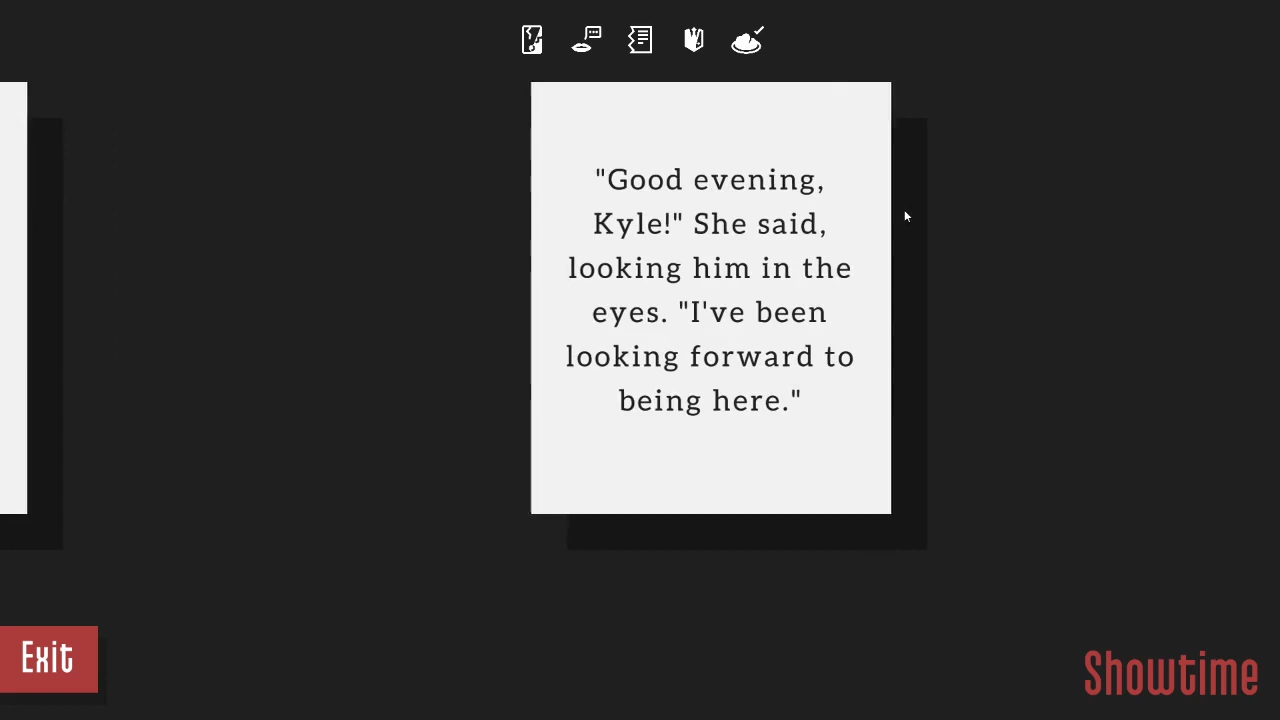 "Good evening,
Kyle!" She said,
looking him in the
eyes. "I've been
looking forward to
being here."
Exit
Showtime